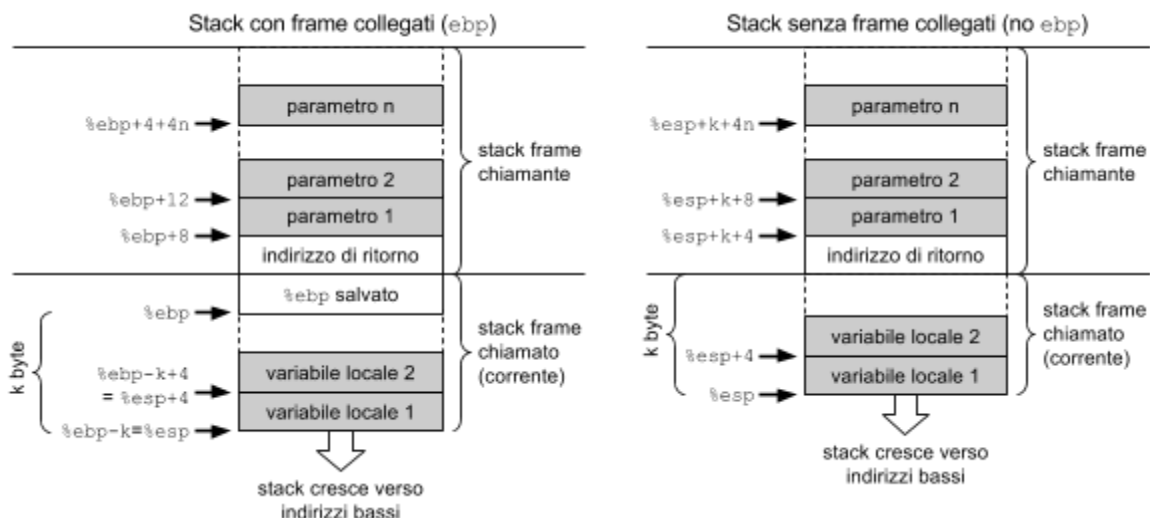 Stack con frame collegati (ebp)
parametro n
%ebp+4+4n
stack frame
chiamante
parametro 2
%ebp+12
parametro 1
%ebp+8
indirizzo di ritorno
%ebp salvato
%ebp
k byte
stack frame
chiamato
(corrente)
variabile locale 2
%ebp-k+4
= %esp+4
variabile locale 1
%ebp-k=%esp
stack cresce verso
indirizzi bassi
Stack senza frame collegati (no ebp)
parametro n
%esp+k+4n
stack frame
chiamante
parametro 2
%esp+k+8
parametro 1
%esp+k+4
indirizzo di ritorno
k byte
stack frame
chiamato
(corrente)
variabile locale 2
%esp+4
variabile locale 1
%esp
stack cresce verso
indirizzi bassi